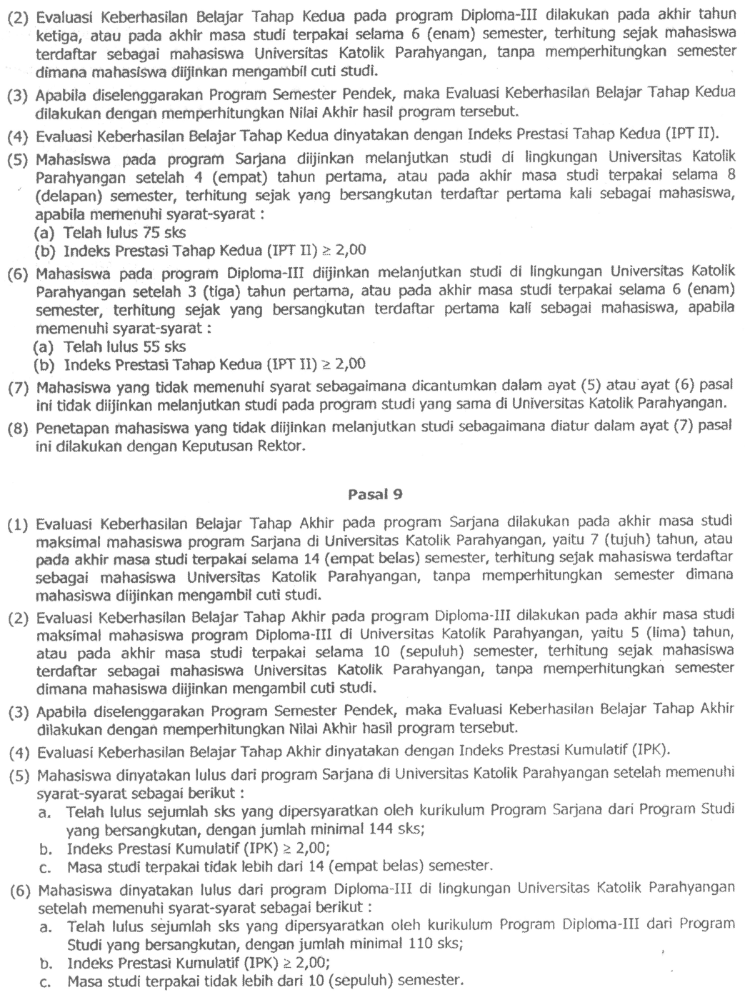 (2) Evaluasi Keberhasilan Belajar Tahap Kedua pada program Diploma-III dilakukan pada akhir tahun
ketiga, atau pada akhir masa studi terpakai selama 6 (enam) semester, terhitung sejak mahasiswa
terdaftar sebagai mahasiswa Universitas Katolik Parahyangan, tanpa memperhitungkan semester
dimana mahasiswa diijinkan mengambil cuti studi.
(3) Apabila diselenggarakan Program Semester Pendek, maka Evaluasi Keberhasilan Belajar Tahap Kedua
dilakukan dengan memperhitungkan Nilai Akhir hasil program tersebut.
(4) Evaluasi Keberhasilan Belajar Tahap Kedua dinyatakan dengan Indeks Prestasi Tahap Kedua (IPT II).
(5) Mahasiswa pada program Sarjana diijinkan melanjutkan studi di lingkungan Universitas Katolik
Parahyangan setelah 4 (empat) tahun pertama, atau pada akhir masa studi terpakai selama 8
(delapan) semester, terhitung sejak yang bersangkutan terdaftar pertama kali sebagai mahasiswa,
apabila memenuhi syarat-syarat :
(a) Telah lulus 75 sks
(b) Indeks Prestasi Tahap Kedua (IPT II) ≥ 2,00
(6) Mahasiswa pada program Diploma-III diijinkan melanjutkan studi di lingkungan Universitas Katolik
Parahyangan setelah 3 (tiga) tahun pertama, atau pada akhir masa studi terpakai selama 6 (enam)
semester, terhitung sejak yang bersangkutan terdaftar pertama kali sebagai mahasiswa, apabila
memenuhi syarat-syarat :
(a) Telah lulus 55 sks
(b) Indeks Prestasi Tahap Kedua (IPT II) ≥ 2,00
(7) Mahasiswa yang tidak memenuhi syarat sebagaimana dicantumkan dalam ayat (5) atau ayat (6) pasal
ini tidak diijinkan melanjutkan studi pada program studi yang sama di Universitas Katolik Parahyangan.
(8) Penetapan mahasiswa yang tidak diijinkan melanjutkan studi sebagaimana diatur dalam ayat (7) pasal
ini dilakukan dengan Keputusan Rektor.
Pasal 9
(1) Evaluasi Keberhasilan Belajar Tahap Akhir pada program Sarjana dilakukan pada akhir masa studi
maksimal mahasiswa program Sarjana di Universitas Katolik Parahyangan, yaitu 7 (tujuh) tahun, atau
pada akhir masa studi terpakai selama 14 (empat belas) semester, terhitung sejak mahasiswa terdaftar
sebagai mahasiswa Universitas Katolik Parahyangan, tanpa memperhitungkan semester dimana
mahasiswa diijinkan mengambil cuti studi.
(2) Evaluasi Keberhasilan Belajar Tahap Akhir pada program Diploma-III dilakukan pada akhir masa studi
maksimal mahasiswa program Diploma-III di Universitas Katolik Parahyangan, yaitu 5 (lima) tahun,
atau pada akhir masa studi terpakai selama 10 (sepuluh) semester, terhitung sejak mahasiswa
terdaftar sebagai mahasiswa Universitas Katolik Parahyangan, tanpa memperhitungkan semester
dimana mahasiswa diijinkan mengambil cuti studi.
(3) Apabila diselenggarakan Program Semester Pendek, maka Evaluasi Keberhasilan Belajar Tahap Akhir
dilakukan dengan memperhitungkan Nilai Akhir hasil program tersebut.
(4) Evaluasi Keberhasilan Belajar Tahap Akhir dinyatakan dengan Indeks Prestasi Kumulatif (IPK).
(5) Mahasiswa dinyatakan lulus dari program Sarjana di Universitas Katolik Parahyangan setelah memenuhi
syarat-syarat sebagai berikut :
a. Telah lulus sejumlah sks yang dipersyaratkan oleh kurikulum Program Sarjana dari Program Studi
yang bersangkutan, dengan jumlah minimal 144 sks;
b. Indeks Prestasi Kumulatif (IPK) ≥ 2,00;
c. Masa studi terpakai tidak lebih dari 14 (empat belas) semester.
(6) Mahasiswa dinyatakan lulus dari program Diploma-III di lingkungan Universitas Katolik Parahyangan
setelah memenuhi syarat-syarat sebagai berikut :
a. Telah lulus sejumlah sks yang dipersyaratkan oleh kurikulum Program Diploma-III dari Program
Studi yang bersangkutan, dengan jumlah minimal 110 sks;
b. Indeks Prestasi Kumulatif (IPK) ≥ 2,00;
c. Masa studi terpakai tidak lebih dari 10 (sepuluh) semester.